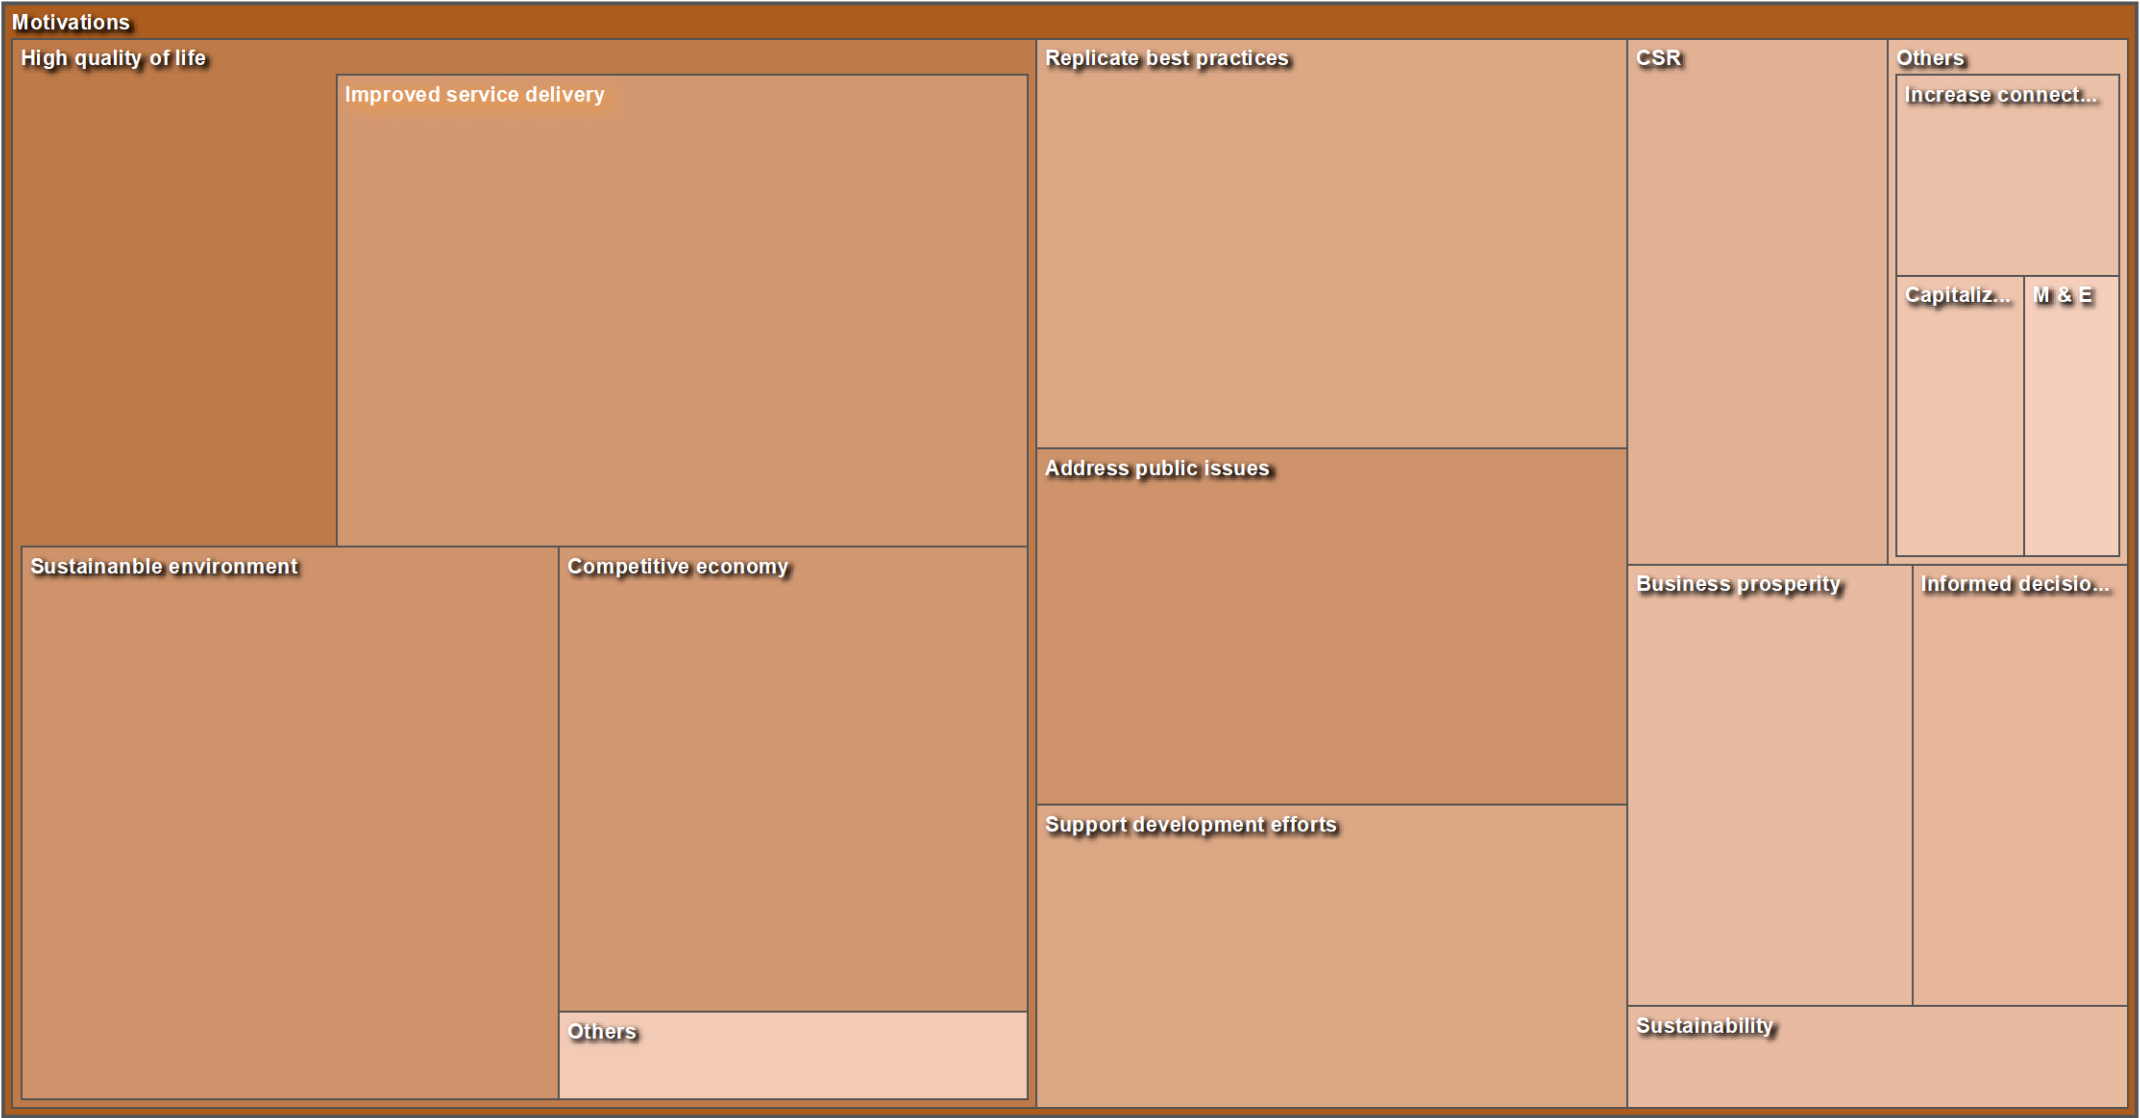 Motivations
High quality of life
Improved service delivery
Sustainanble environment
Competitive economy
Others
Replicate best practices
Address public issues
Support development efforts
CSR
Others
Increase connect...
Capitaliz...
M & E
Business prosperity
Informed decisio...
Sustainability